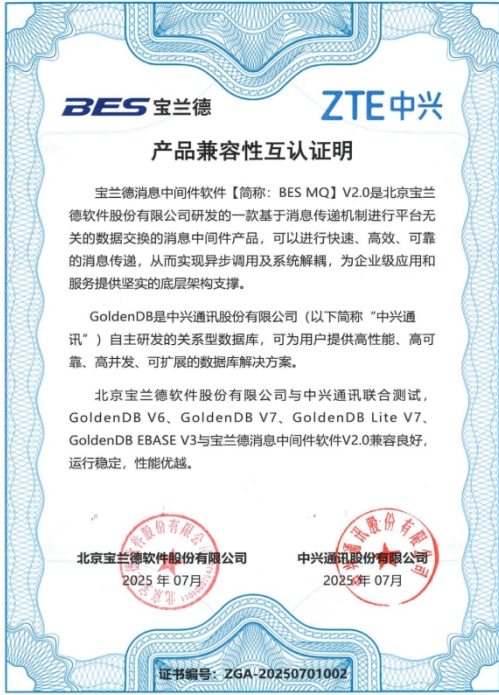 BES 宝兰德
ZTE中兴
产品兼容性互认证明
宝兰德消息中间件软件【简称：BES MQ】V2.0是北京宝兰
德软件股份有限公司研发的一款基于消息传递机制进行平台无
关的数据交换的消息中间件产品，可以进行快速、高效、可靠
的消息传递，从而实现异步调用及系统解耦，为企业级应用和
服务提供坚实的底层架构支撑。
GoldenDB是中兴通讯股份有限公司（以下简称“中兴通
讯”）自主研发的关系型数据库，可为用户提供高性能、高可
靠、高并发、可扩展的数据库解决方案。
北京宝兰德软件股份有限公司与中兴通讯联合测试，
GoldenDB V6、GoldenDB V7、GoldenDB Lite V7、
GoldenDB EBASE V3与宝兰德消息中间件软件V2.0兼容良好，
运行稳定，性能优越。
北京宝兰德软件股份有限公司
2025 年 07月
中兴通讯股份有限公司
2025 年 07月
证书编号：ZGA-20250701002